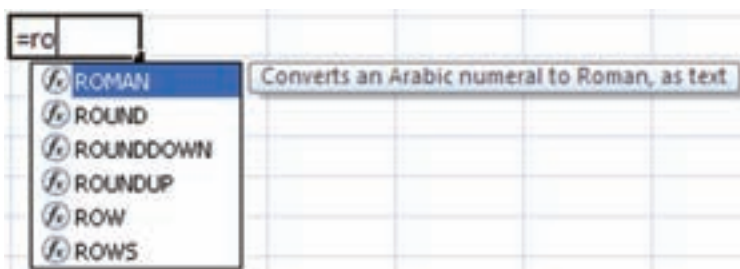 =ro
ROMAN
Converts an Arabic numeral to Roman, as text
ROUND
ROUNDDOWN
ROUNDUP
ROW
ROWS